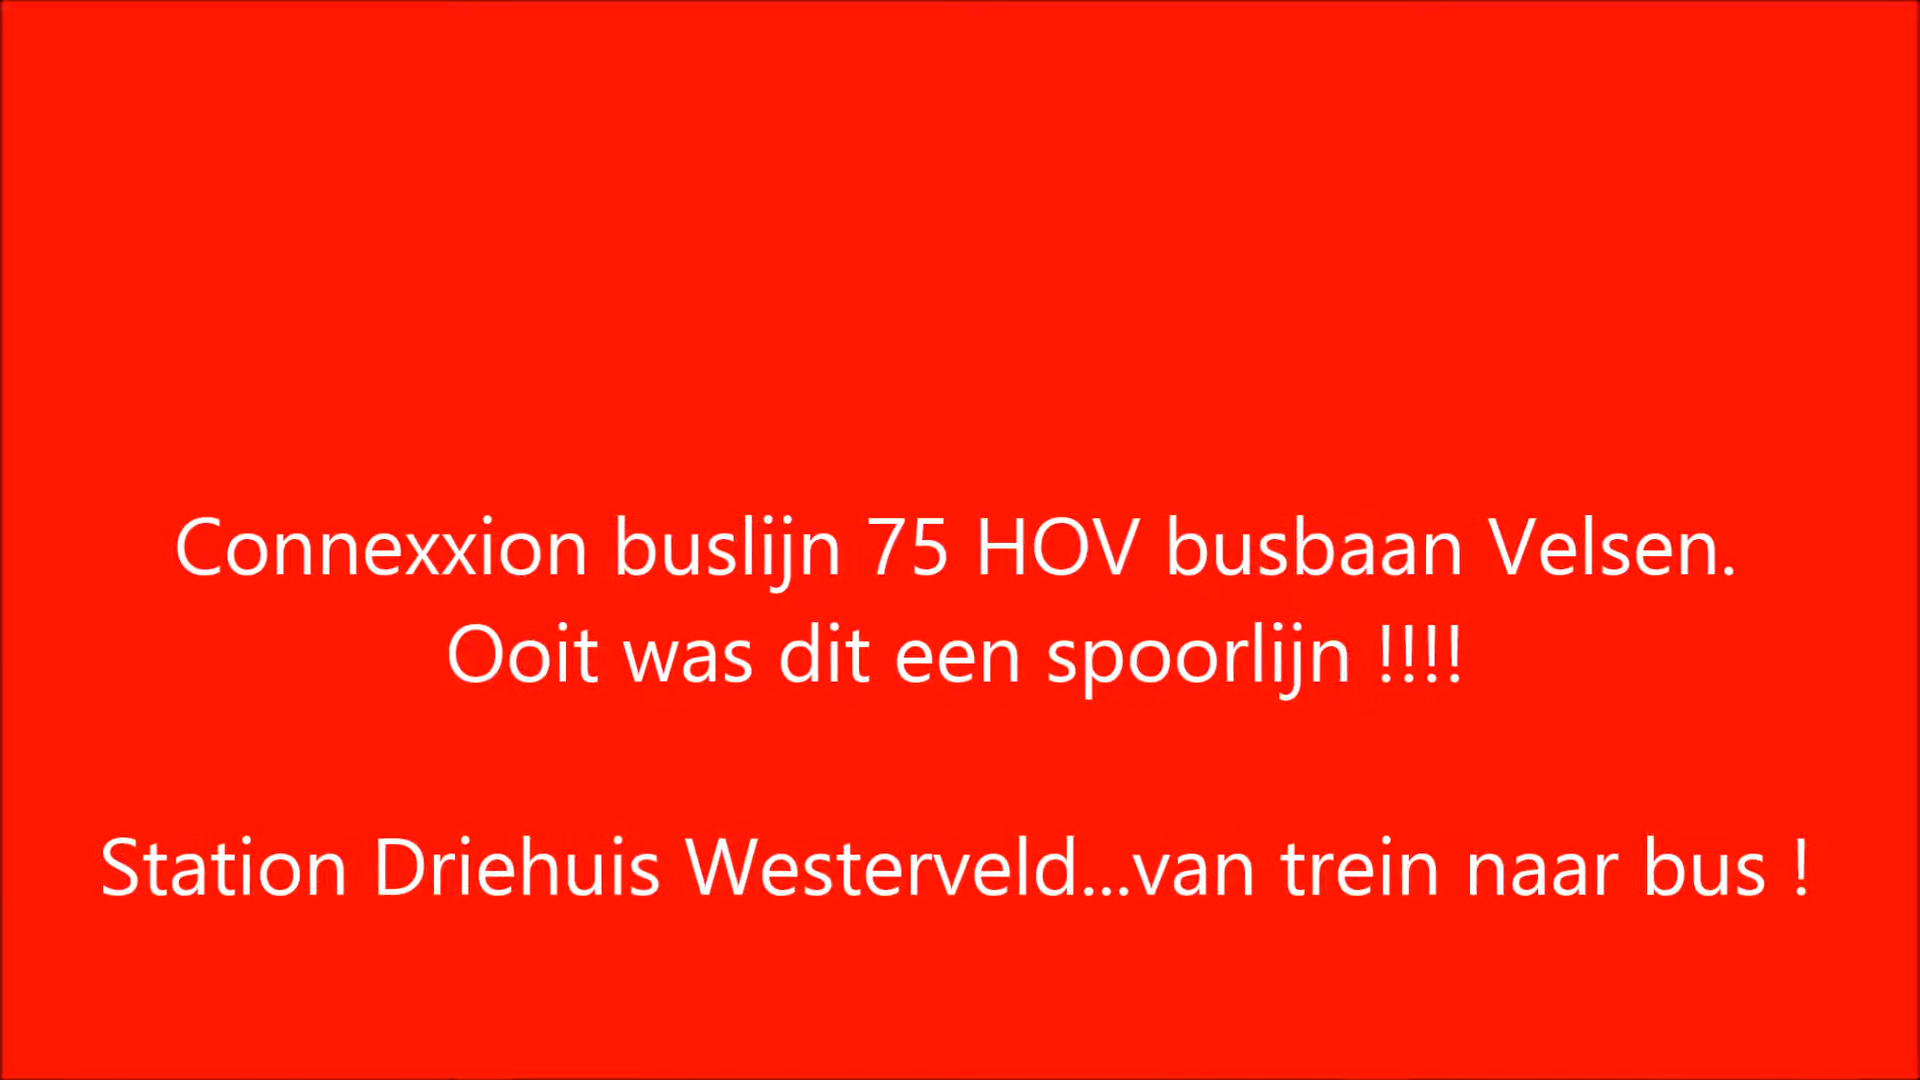 Connexxion buslijn 75 HOV busbaan Velsen.
Ooit was dit een spoorlijn !!!!
Station Driehuis Westerveld...van trein naar bus !